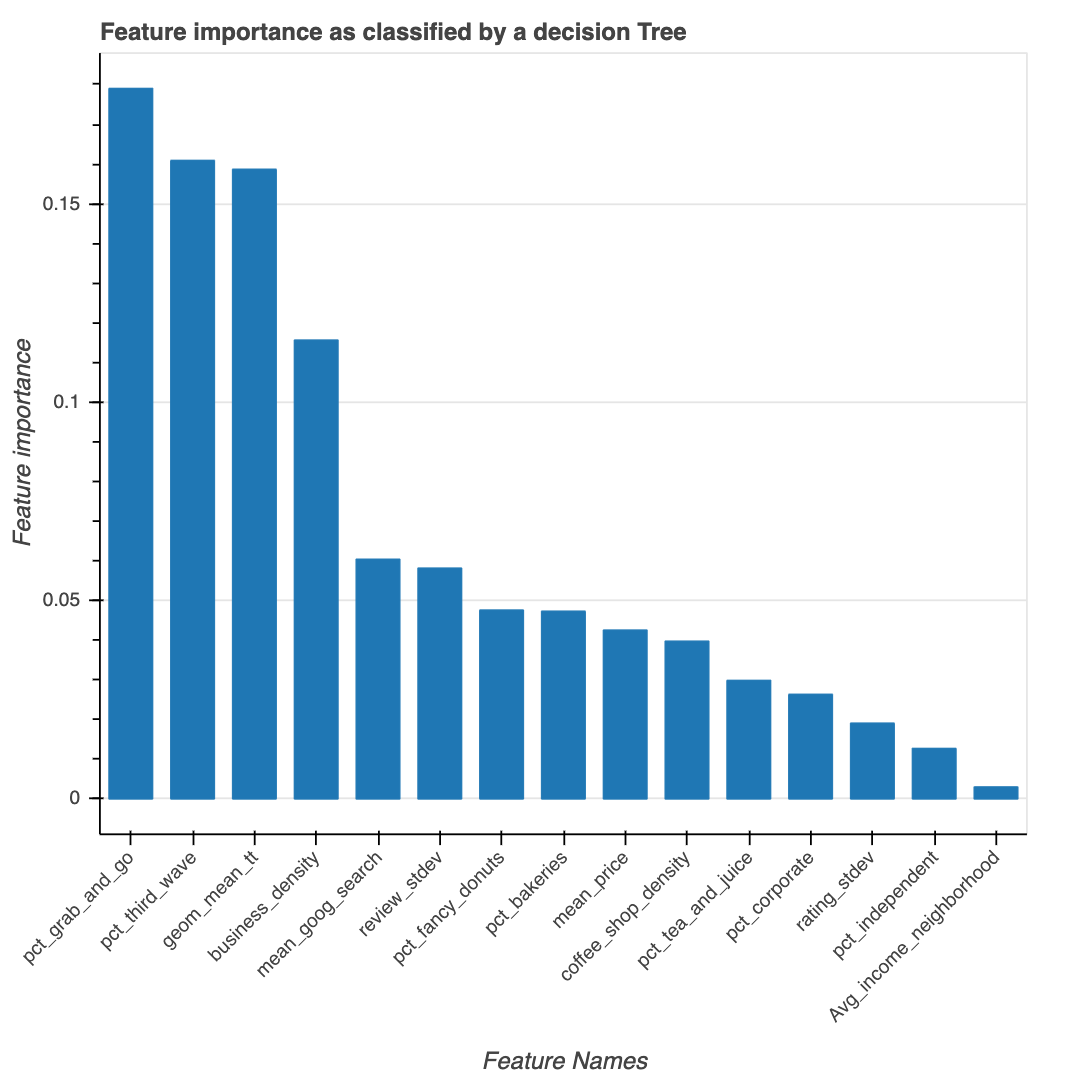 Feature importance as classified by a decision Tree
Feature importance
0.15
0.1
0.05
0
pct_grab_and_go
pct_third_wave
geom_mean_tt
business_density
mean_goog_search
review_stdev
pct_fancy_donuts
pct_bakeries
mean_price
coffee_shop_density
pct_tea_and_juice
pct_corporate
rating_stdev
pct_independent
Avg_income_neighborhood
Feature Names